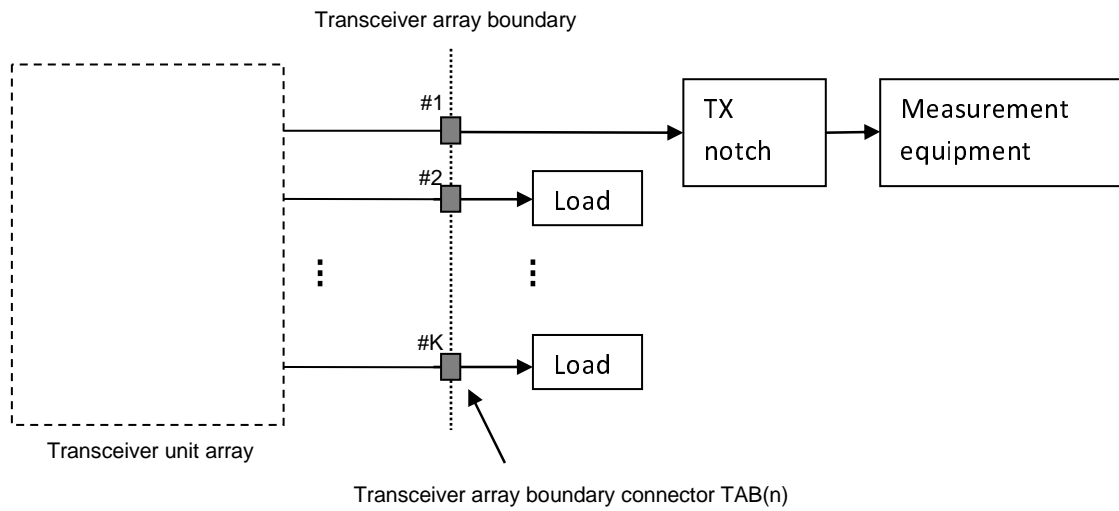 Transceiver array boundary
#1
TX
notch
Measurement
equipment
#2
Load
#K
Load
Transceiver unit array
Transceiver array boundary connector TAB(n)